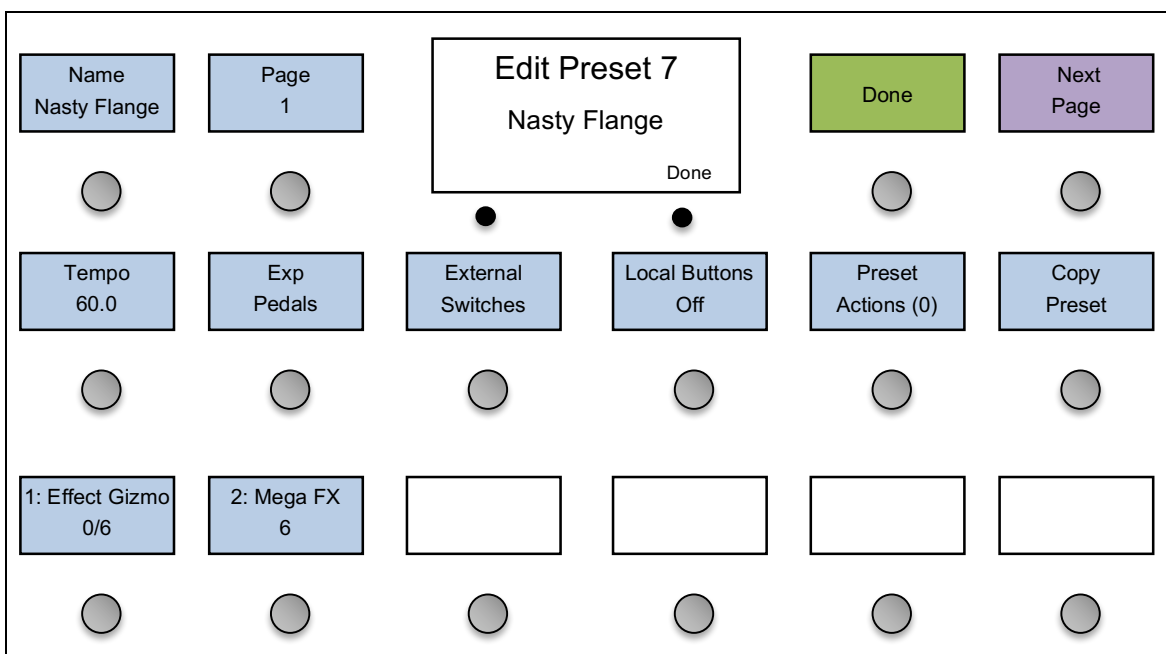 Name
Nasty Flange
Page
1
Edit Preset 7
Nasty Flange
Done
Done
Next
Page
Tempo
60.0
Exp
Pedals
External
Switches
Local Buttons
Off
Preset
Actions (0)
Copy
Preset
1: Effect Gizmo
0/6
2: Mega FX
6